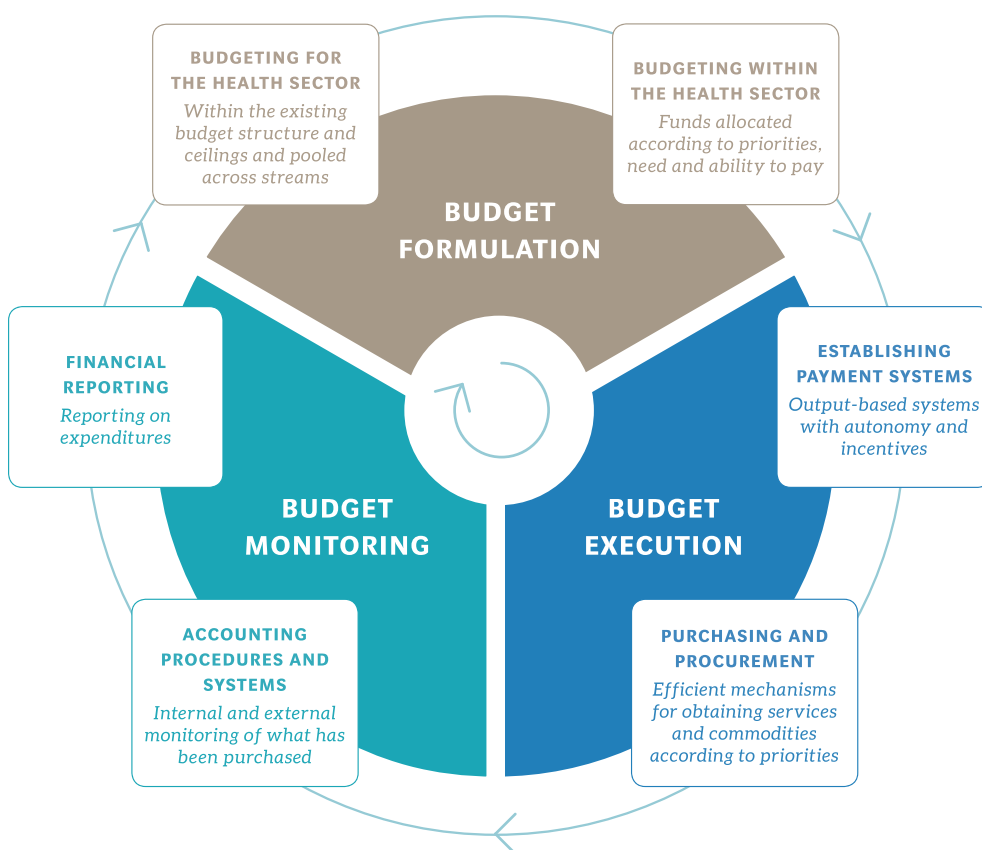 BUDGETING FOR
THE HEALTH SECTOR
Within the existing
budget structure and
ceilings and pooled
across streams
BUDGETING WITHIN
THE HEALTH SECTOR
Funds allocated
according to priorities,
need and ability to pay
BUDGET
FORMULATION
FINANCIAL
REPORTING
Reporting on
expenditures
ESTABLISHING
PAYMENT SYSTEMS
Output-based systems
with autonomy and
incentives
BUDGET
MONITORING
BUDGET
EXECUTION
ACCOUNTING
PROCEDURES AND
SYSTEMS
Internal and external
monitoring of what has
been purchased
PURCHASING AND
PROCUREMENT
Efficient mechanisms
for obtaining services
and commodities
according to priorities